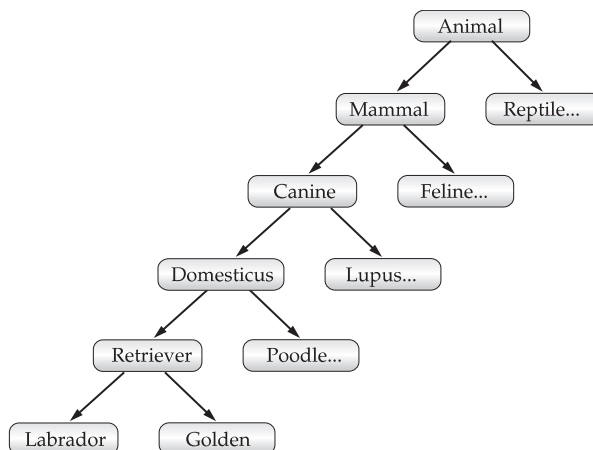 Animal
Mammal
Reptile...
Canine
Feline...
Domesticus
Lupus...
Retriever
Poodle...
Labrador
Golden